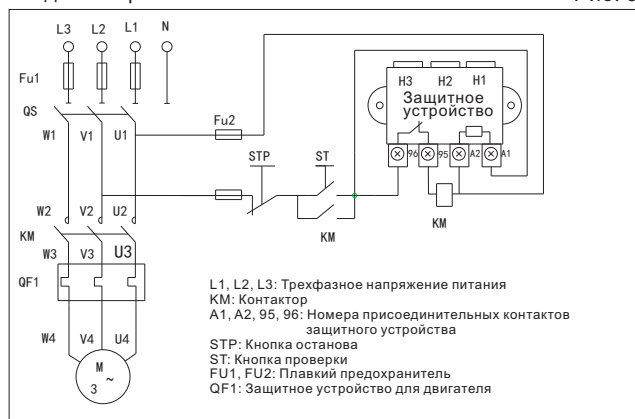 L3 L2 L1 N
Fu1
QS
W1 V1 U1
Fu2
STP ST
H3 H2 H1
Защитное
устройство
96 95 A2 A1
KM
KM
W2 V2 U2
KM
W3 V3 U3
QF1
W4 V4 U4
M
3 ~
L1, L2, L3: Трехфазное напряжение питания
KM: Контактор
A1, A2, 95, 96: Номера присоединительных контактов
защитного устройства
STP: Кнопка останова
ST: Кнопка проверки
FU1, FU2: Плавкий предохранитель
QF1: Защитное устройство для двигателя